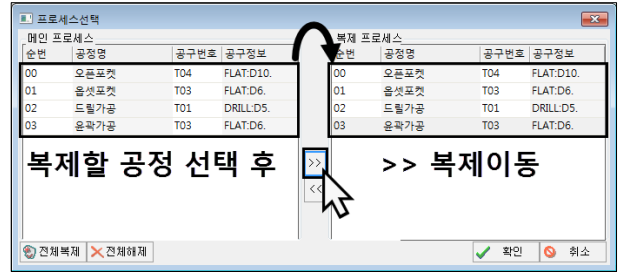 프로세스선택
메인 프로세스
순번 공정명 공구번호 공구정보
00 오픈포켓 T04 FLAT:D10.
01 옵셋포켓 T03 FLAT:D6.
02 드릴가공 T01 DRILL:D5.
03 윤곽가공 T03 FLAT:D6.
복제할 공정 선택 후
>>
<<
복제 프로세스
순번 공정명 공구번호 공구정보
00 오픈포켓 T04 FLAT:D10.
01 옵셋포켓 T03 FLAT:D6.
02 드릴가공 T01 DRILL:D5.
03 윤곽가공 T03 FLAT:D6.
>> 복제이동
전체복제 전체해제
확인 취소